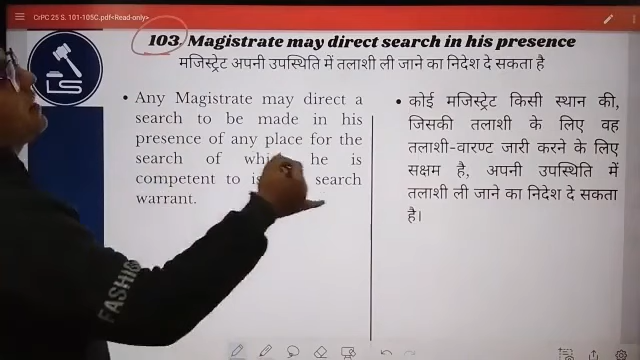 CrPC 25 S. 101-105C.pdf<Read-only>
103. Magistrate may direct search in his presence
मजिस्ट्रेट अपनी उपस्थिति में तलाशी ली जाने का निदेश दे सकता है
LS
• Any Magistrate may direct a
search to be made in his
presence of any place for the
search of he is
competent to search
warrant.
• कोई मजिस्ट्रेट किसी स्थान की,
जिसकी तलाशी के लिए वह
तलाशी-वारण्ट जारी करने के लिए
सक्षम है, अपनी उपस्थिति में
तलाशी ली जाने का निदेश दे सकता
है।
FASHION